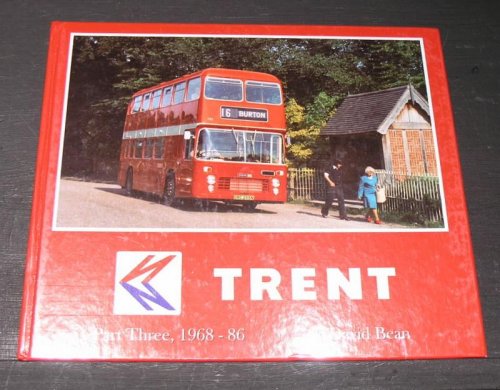 16 BURTON
TRENT
Part Three, 1968 - 86
Bean